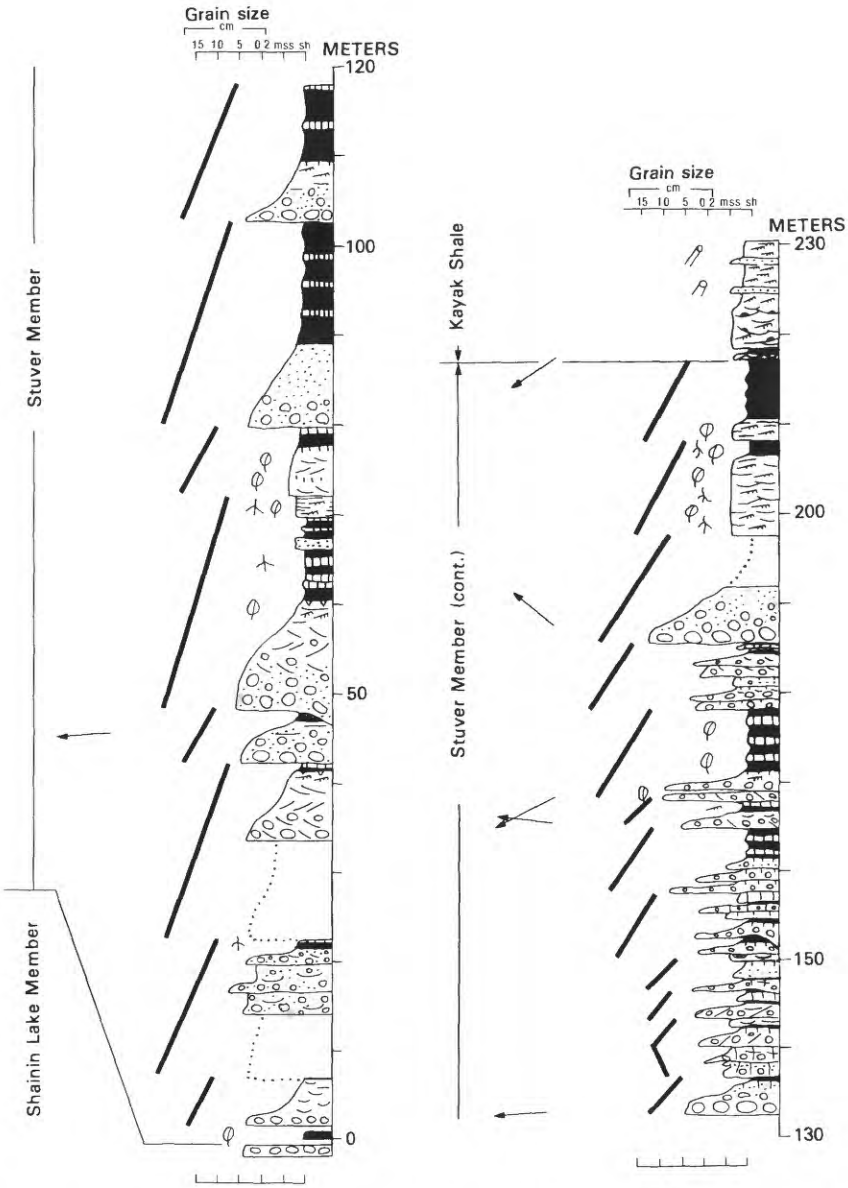 Grain size
cm
15 10 5 0 2 mss sh
METERS
120
100
50
0
Stuver Member
Shainin Lake Member
Grain size
cm
15 10 5 0 2 mss sh
METERS
230
200
150
130
Kayak Shale
Stuver Member (cont.)